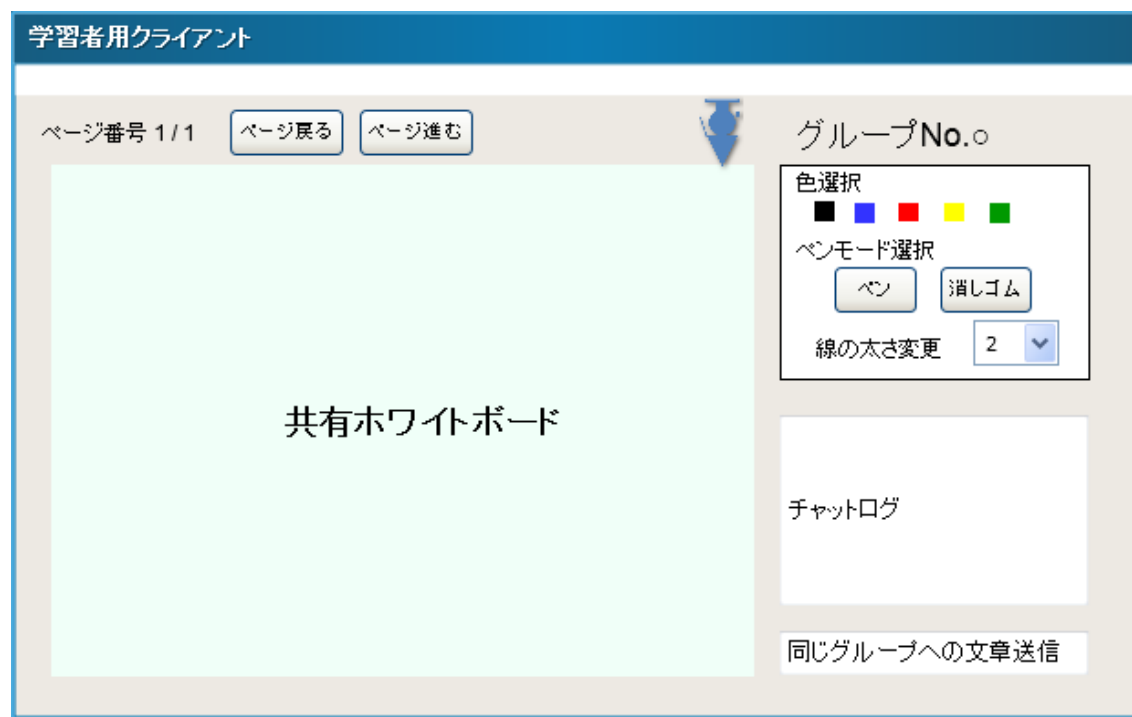 学習者用クライアント
ページ番号 1 / 1 ページ戻る ページ進む
グループNo.○
色選択
ペンモード選択
ペン 消しゴム
線の太さ変更 2
共有ホワイトボード
チャットログ
同じグループへの文章送信